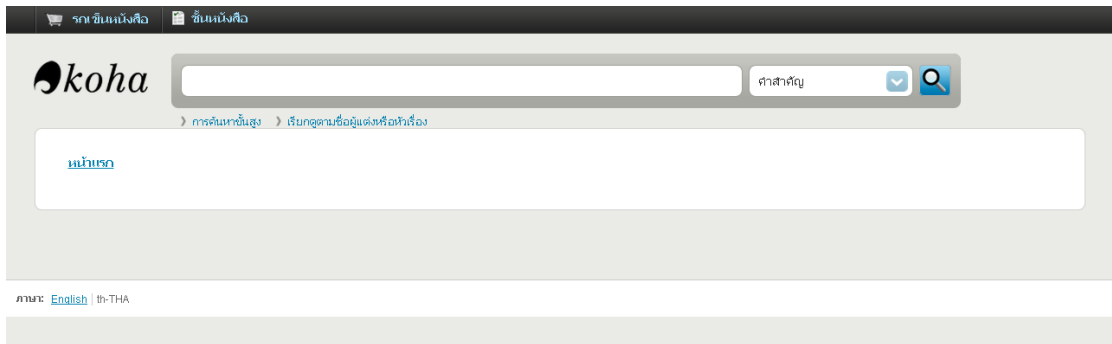 รถเข็นหนังสือ ชั้นหนังสือ
koha คำสำคัญ
》 การค้นหาขั้นสูง 》 เรียกดูตามชื่อผู้แต่งหรือหัวเรื่อง
หน้าแรก
ภาษา: English | th-THA